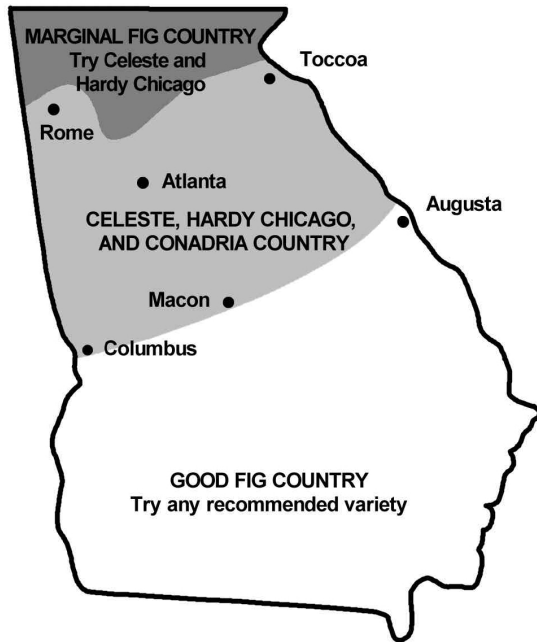 MARGINAL FIG COUNTRY
Try Celeste and
Hardy Chicago
Toccoa
Rome
Atlanta
CELESTE, HARDY CHICAGO,
AND CONADRIA COUNTRY
Augusta
Macon
Columbus
GOOD FIG COUNTRY
Try any recommended variety